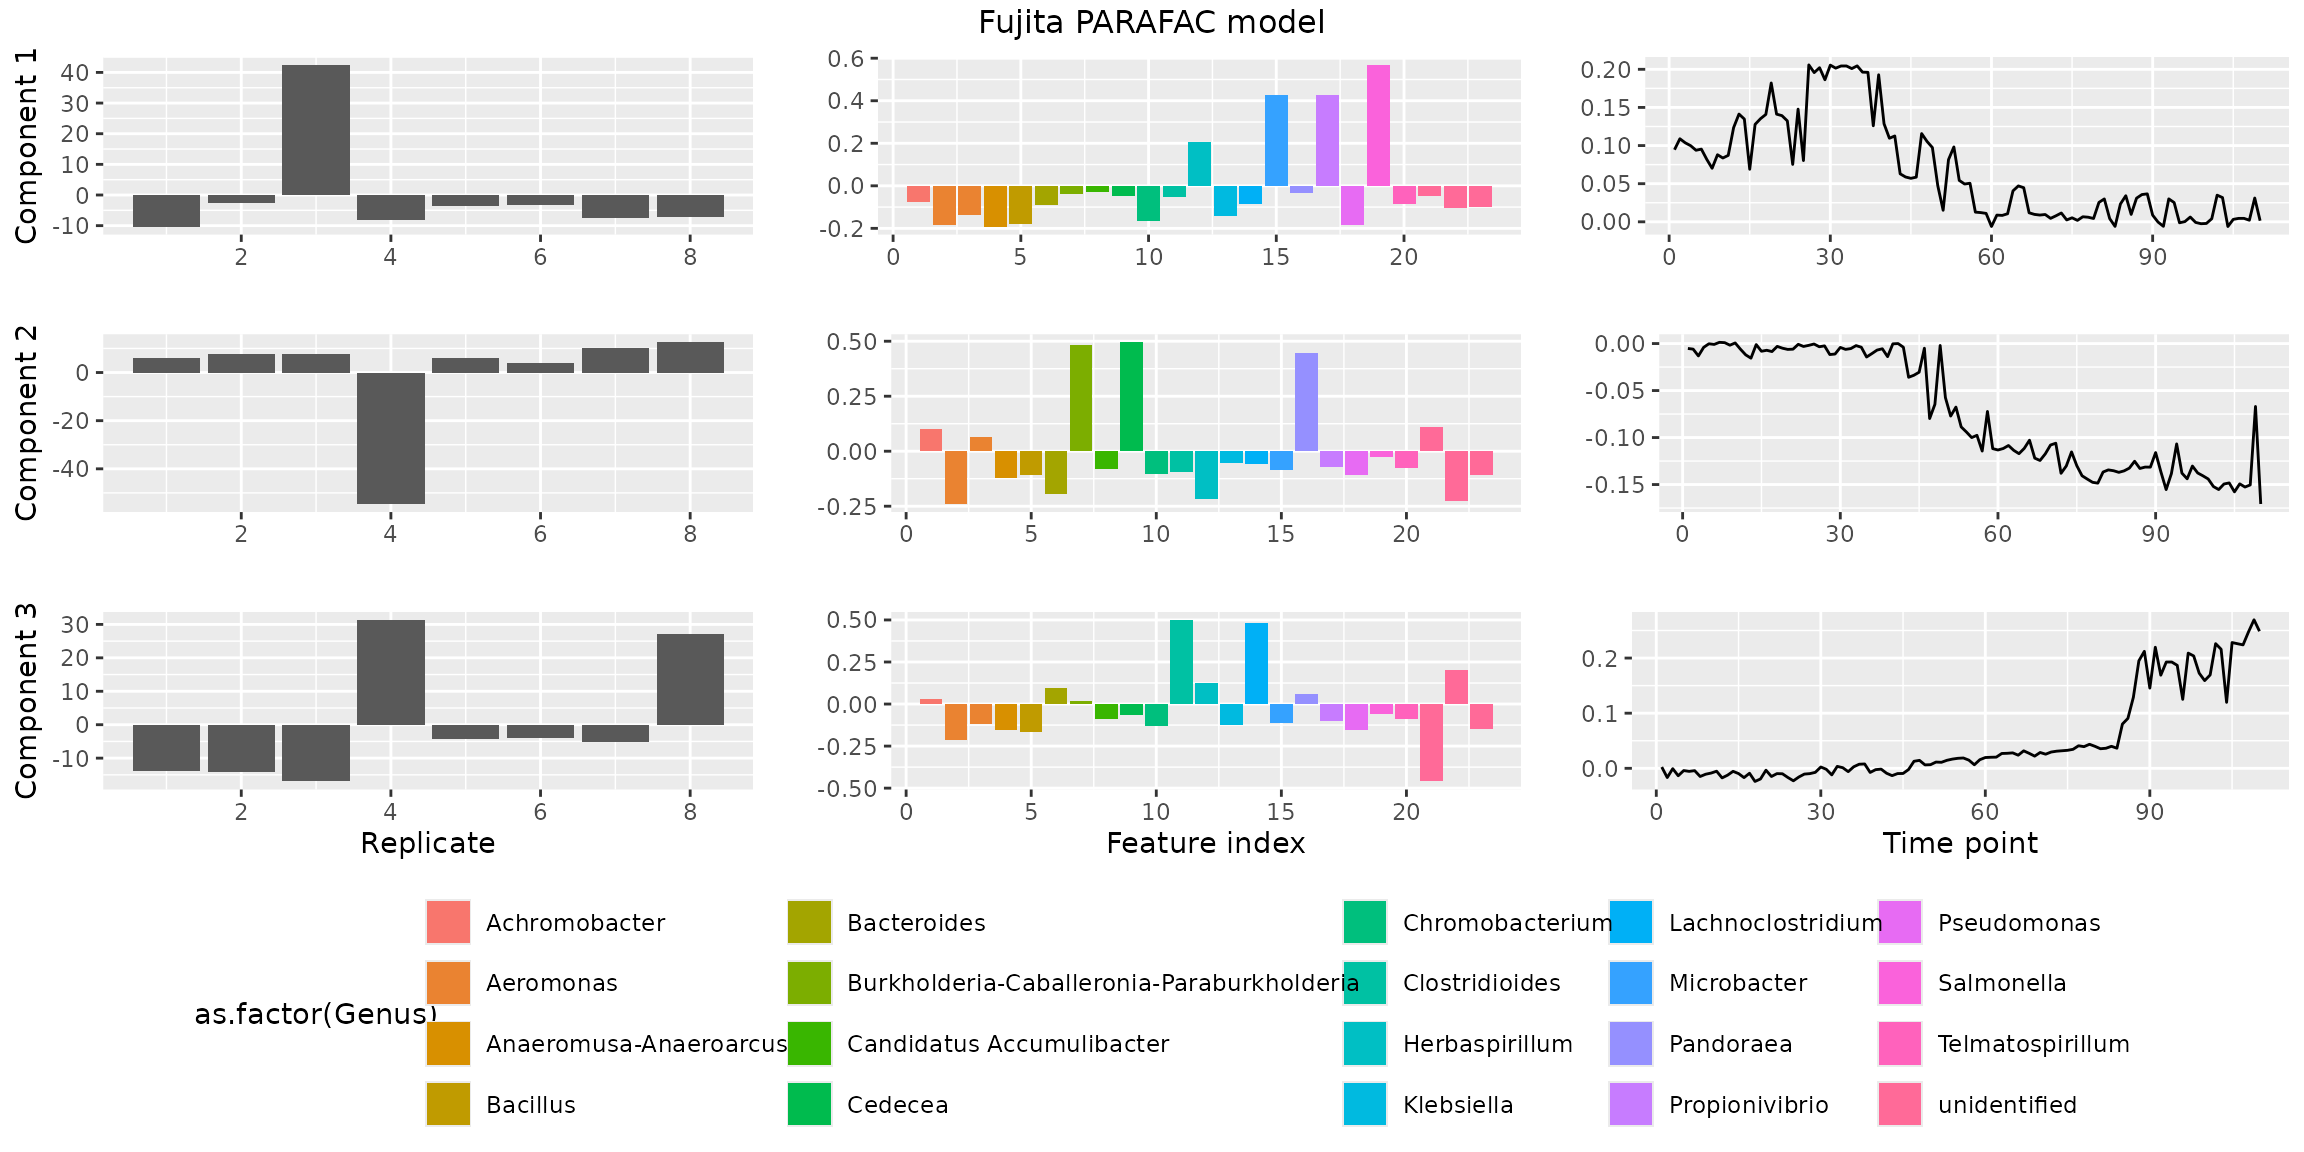 Fujita PARAFAC model
Component 1
40
30
20
10
0
-10
2 4 6 8
0.6
0.4
0.2
0.0
-0.2
0 5 10 15 20
0.20
0.15
0.10
0.05
0.00
0 30 60 90
Component 2
0
-20
-40
2 4 6 8
0.50
0.25
0.00
-0.25
0 5 10 15 20
0.00
-0.05
-0.10
-0.15
0 30 60 90
Component 3
30
20
10
0
-10
2 4 6 8
Replicate
0.50
0.25
0.00
-0.25
-0.50
0 5 10 15 20
Feature index
0.2
0.1
0.0
0 30 60 90
Time point
as.factor(Genus)
Achromobacter
Aeromonas
Anaeromusa-Anaeroarcus
Bacillus
Bacteroides
Burkholderia-Caballeronia-Paraburkholderia
Candidatus Accumulibacter
Cedecea
Chromobacterium
Clostridioides
Herbaspirillum
Klebsiella
Lachnoclostridium
Microbacter
Pandoraea
Propionivibrio
Pseudomonas
Salmonella
Telmatospirillum
unidentified